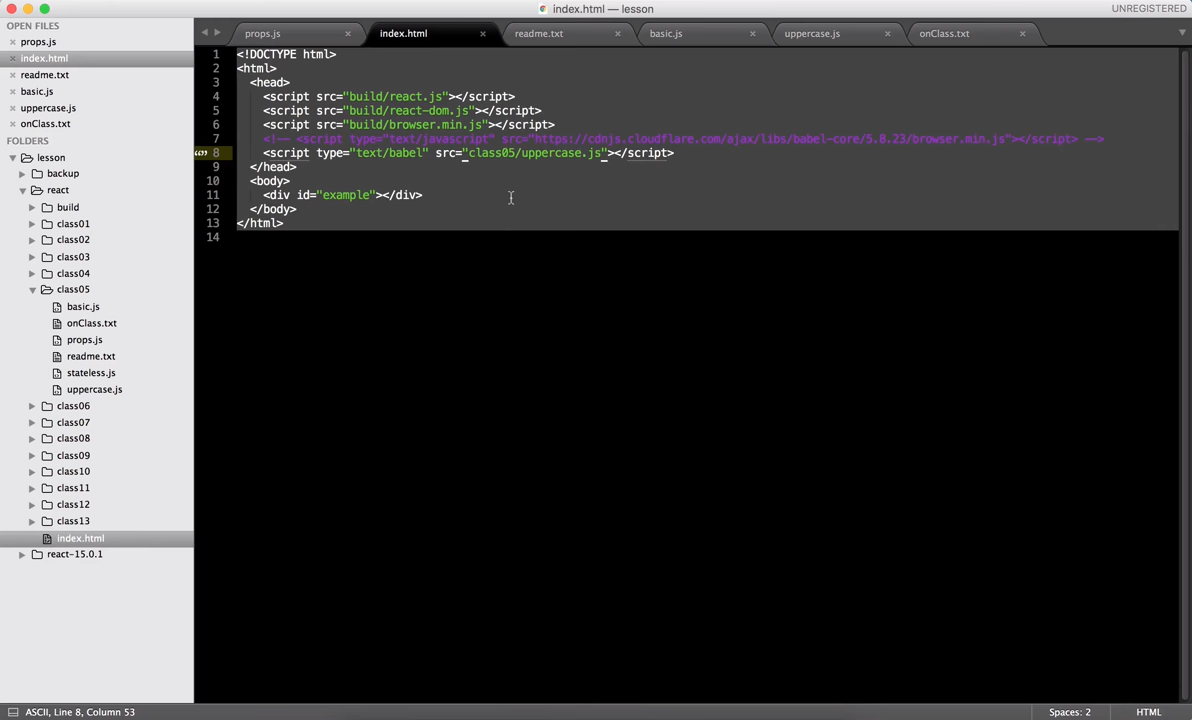 index.html — lesson
UNREGISTERED
OPEN FILES
props.js
index.html
readme.txt
basic.js
uppercase.js
onClass.txt
FOLDERS
lesson
backup
react
build
class01
class02
class03
class04
class05
basic.js
onClass.txt
props.js
readme.txt
stateless.js
uppercase.js
class06
class07
class08
class09
class10
class11
class12
class13
index.html
react-15.0.1
props.js
index.html
readme.txt
basic.js
uppercase.js
onClass.txt
1 <!DOCTYPE html>
2 <html>
3 <head>
4 <script src="build/react.js"></script>
5 <script src="build/react-dom.js"></script>
6 <script src="build/browser.min.js"></script>
7 <!-- <script type="text/javascript" src="https://cdnjs.cloudflare.com/ajax/libs/babel-core/5.8.23/browser.min.js"></script> -->
8 <script type="text/babel" src="class05/uppercase.js"></script>
9 </head>
10 <body>
11 <div id="example"></div>
12 </body>
13 </html>
14
ASCII, Line 8, Column 53
Spaces: 2
HTML